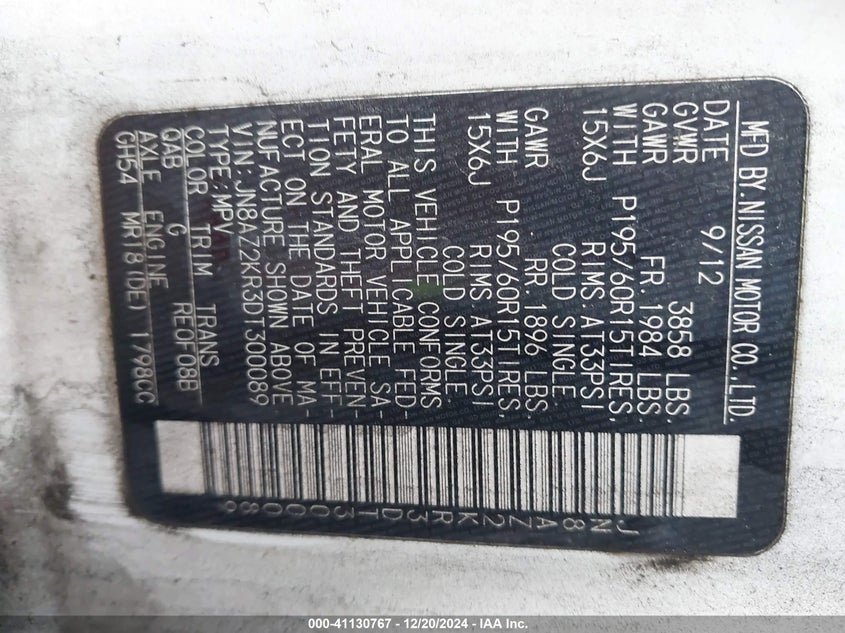 MFD BY NISSAN MOTOR CO.,LTD.
DATE 9/12
GVWR 3858 LBS.
GAWR FR 1984 LBS.
WITH P195/60R15TIRES,
15X6J RIMS AT33PSI
COLD SINGLE
GAWR RR 1896 LBS.
WITH P195/60R15TIRES,
15X6J RIMS AT33PSI
COLD SINGLE
THIS VEHICLE CONFORMS
TO ALL APPLICABLE FED-
ERAL MOTOR VEHICLE SA-
FETY AND THEFT PREVEN-
TION STANDARDS IN EFF-
ECT ON THE DATE OF MA-
NUFACTURE SHOWN ABOVE
VIN:JN8AZ2KR3DT300089
TYPE:MPV
COLOR TRIM TRANS
QAB G RE0F08B
AXLE ENGINE
GH54 MR18(DE) 1798CC
JN8AZ2KR3DT300089
000-41130767 - 12/20/2024 - IAA Inc.